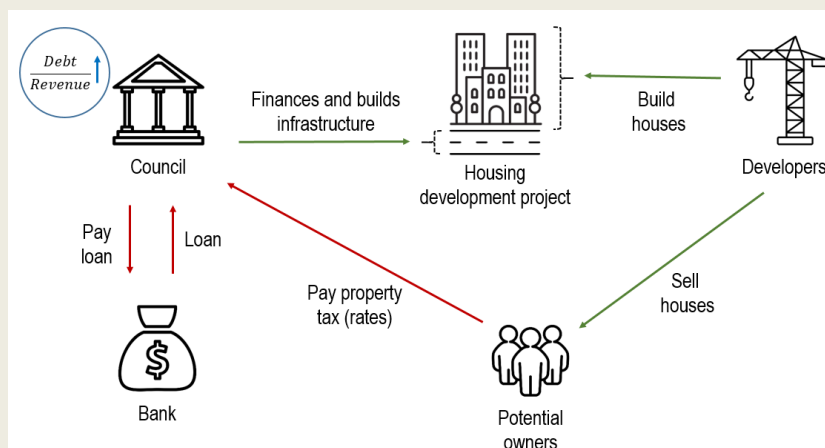 Debt
Revenue
Council
Finances and builds
infrastructure
Housing
development project
Build
houses
Developers
Pay
loan
Loan
Pay property
tax (rates)
Sell
houses
$
Bank
Potential
owners